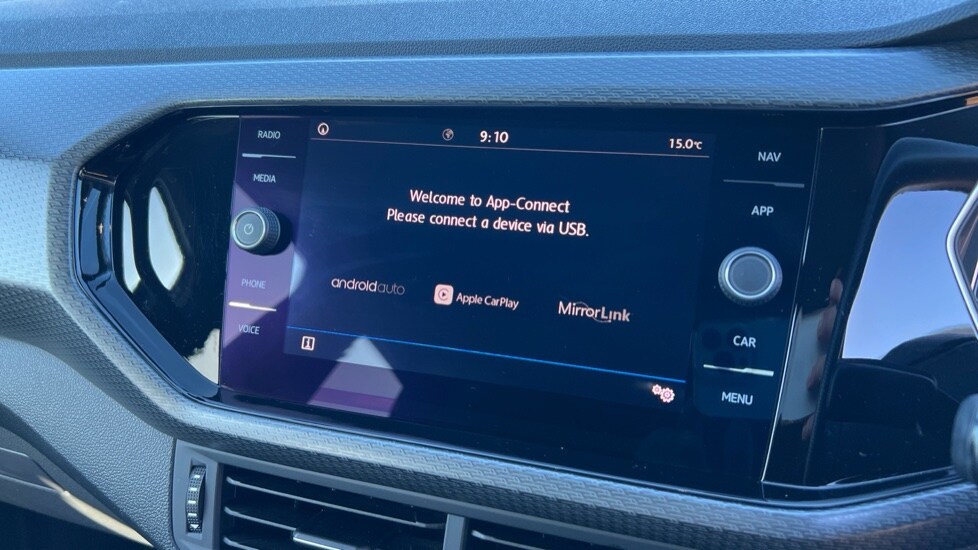 RADIO
MEDIA
PHONE
VOICE
9:10
15.0°C
Welcome to App-Connect
Please connect a device via USB.
androidauto
Apple CarPlay
MirrorLink
NAV
APP
CAR
MENU